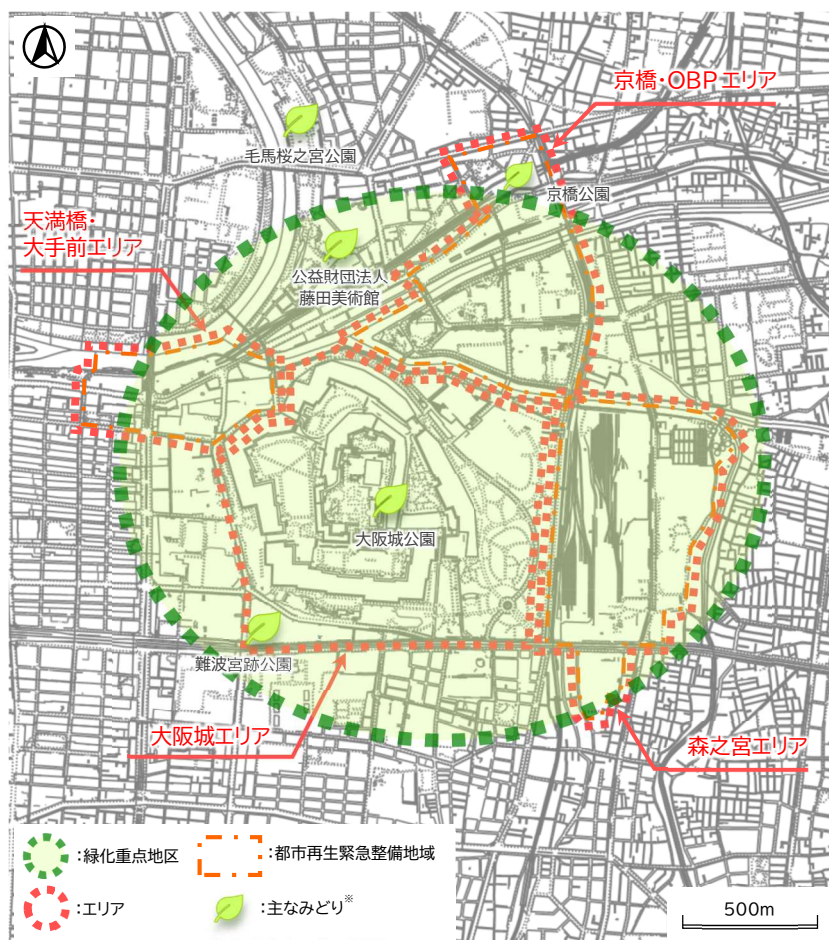 京橋・OBPエリア
毛馬桜之宮公園
京橋公園
天満橋・
大手前エリア
公益財団法人
藤田美術館
大阪城公園
難波宮跡公園
大阪城エリア
森之宮エリア
：緑化重点地区
：都市再生緊急整備地域
：エリア
：主なみどり※
500m